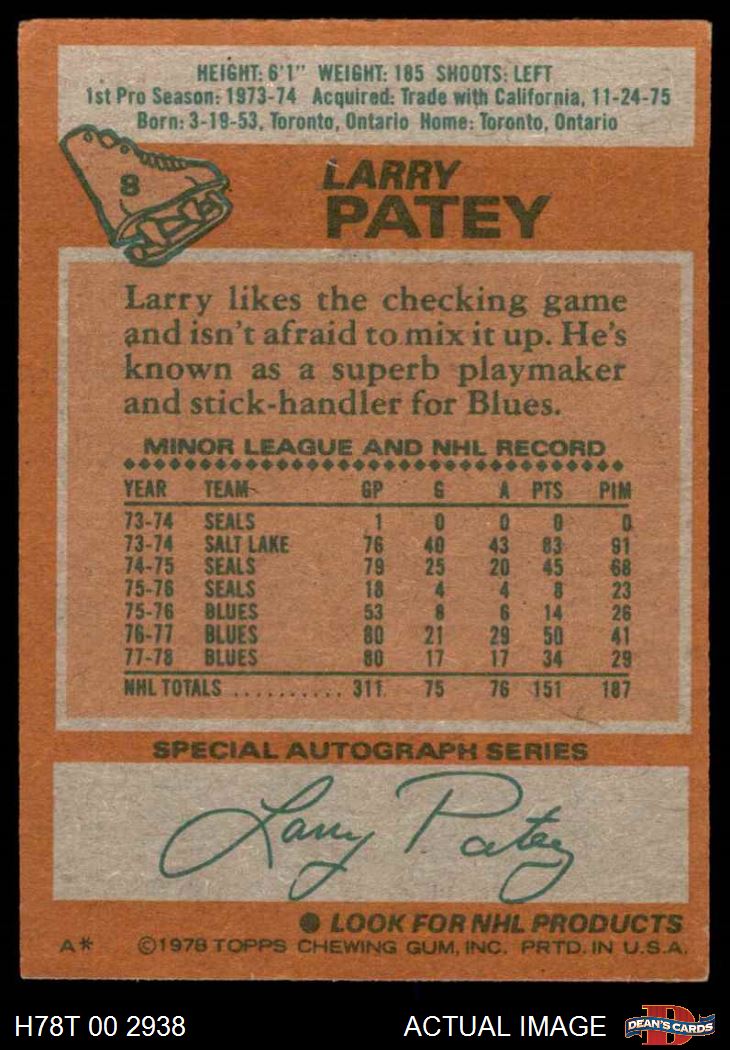 HEIGHT: 6'1" WEIGHT: 185 SHOOTS: LEFT
1st Pro Season: 1973-74 Acquired: Trade with California, 11-24-75
Born: 3-19-53, Toronto, Ontario Home: Toronto, Ontario
8
LARRY
PATEY
Larry likes the checking game
and isn't afraid to mix it up. He's
known as a superb playmaker
and stick-handler for Blues.
MINOR LEAGUE AND NHL RECORD
YEAR TEAM GP G A PTS PIM
73-74 SEALS 1 0 0 0 0
73-74 SALT LAKE 76 40 43 83 91
74-75 SEALS 79 25 20 45 68
75-76 SEALS 18 4 4 8 23
75-76 BLUES 53 8 6 14 26
76-77 BLUES 80 21 29 50 41
77-78 BLUES 80 17 17 34 29
NHL TOTALS .......... 311 75 76 151 187
SPECIAL AUTOGRAPH SERIES
Larry Patey
● LOOK FOR NHL PRODUCTS
A* ©1978 TOPPS CHEWING GUM, INC. PRTD. IN U.S.A.
H78T 00 2938 ACTUAL IMAGE D DEAN'S CARDS